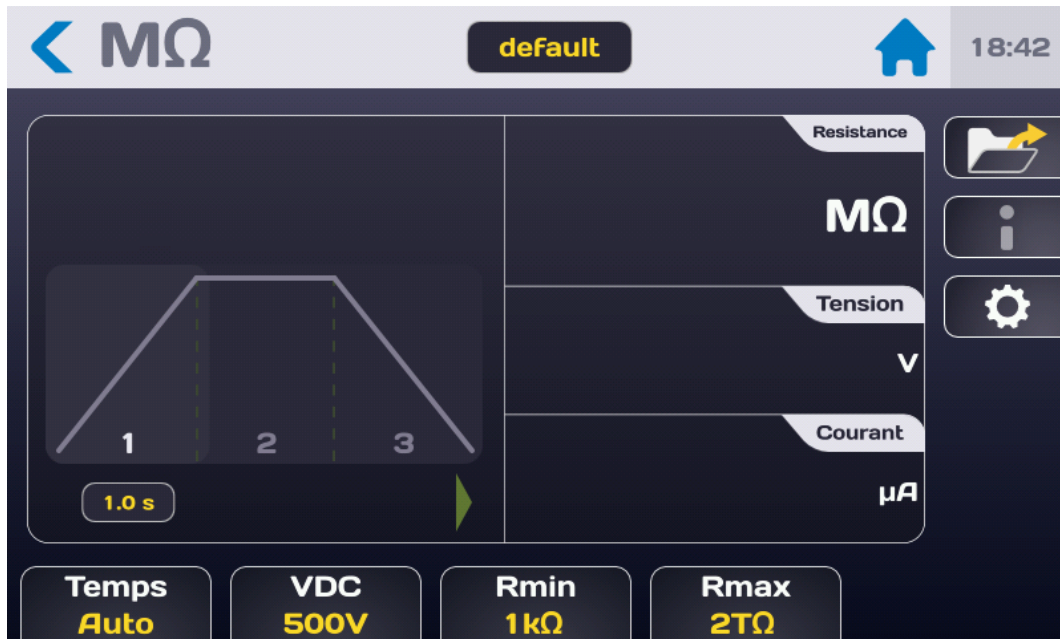 MΩ
default
18:42
Resistance
MΩ
Tension
V
Courant
µA
1
2
3
1.0 s
Temps
Auto
VDC
500V
Rmin
1kΩ
Rmax
2TΩ